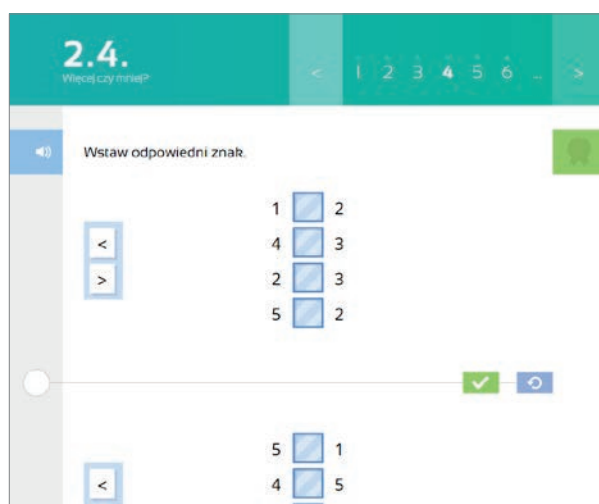 2.4.
Więcej czy mniej?
< 1 2 3 4 5 6 ... >
Wstaw odpowiedni znak.
1 2
< 4 3
> 2 3
5 2
5 1
< 4 5